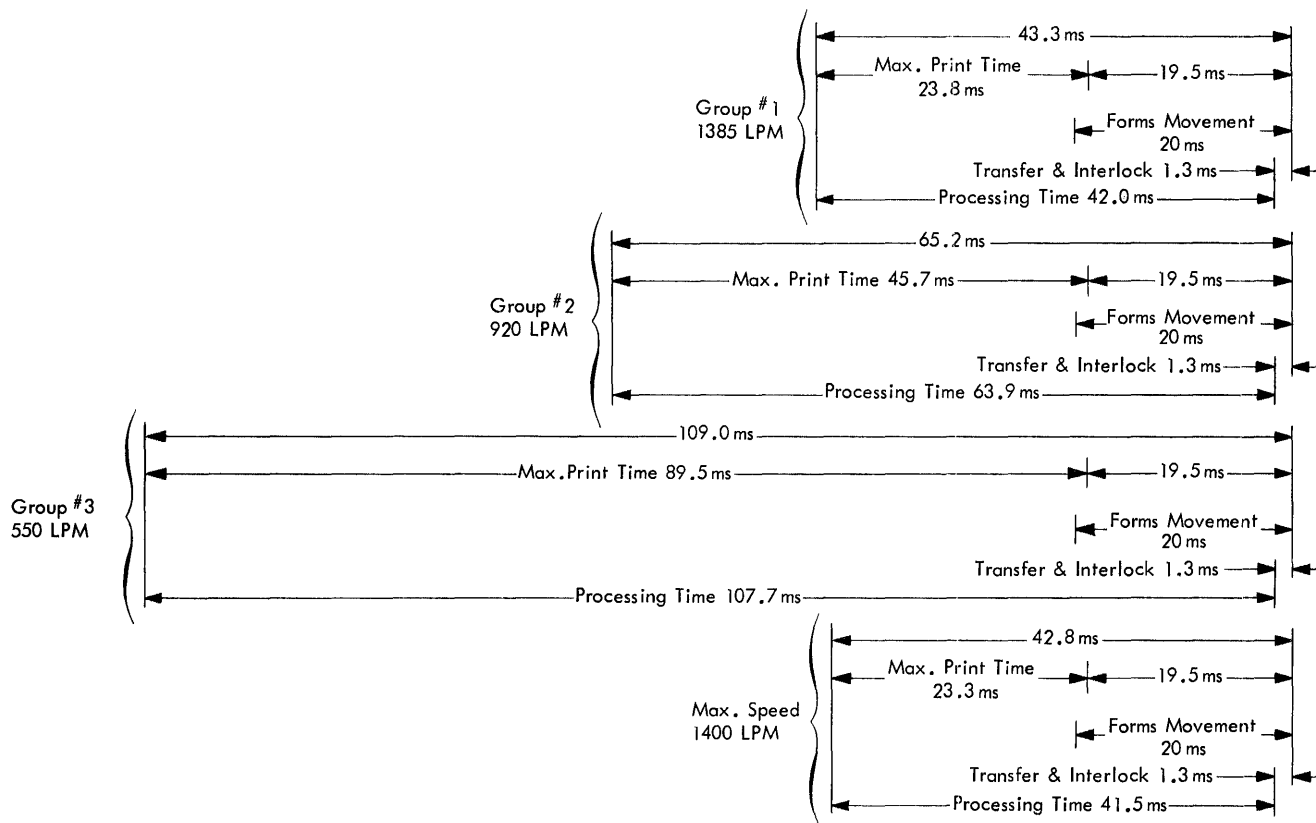 43.3 ms
Max. Print Time
23.8 ms
19.5 ms
Group #1
1385 LPM
Forms Movement
20 ms
Transfer & Interlock 1.3 ms
Processing Time 42.0 ms
65.2 ms
Max. Print Time 45.7 ms
19.5 ms
Group #2
920 LPM
Forms Movement
20 ms
Transfer & Interlock 1.3 ms
Processing Time 63.9 ms
109.0 ms
Max. Print Time 89.5 ms
19.5 ms
Group #3
550 LPM
Forms Movement
20 ms
Transfer & Interlock 1.3 ms
Processing Time 107.7 ms
42.8 ms
Max. Print Time
23.3 ms
19.5 ms
Max. Speed
1400 LPM
Forms Movement
20 ms
Transfer & Interlock 1.3 ms
Processing Time 41.5 ms